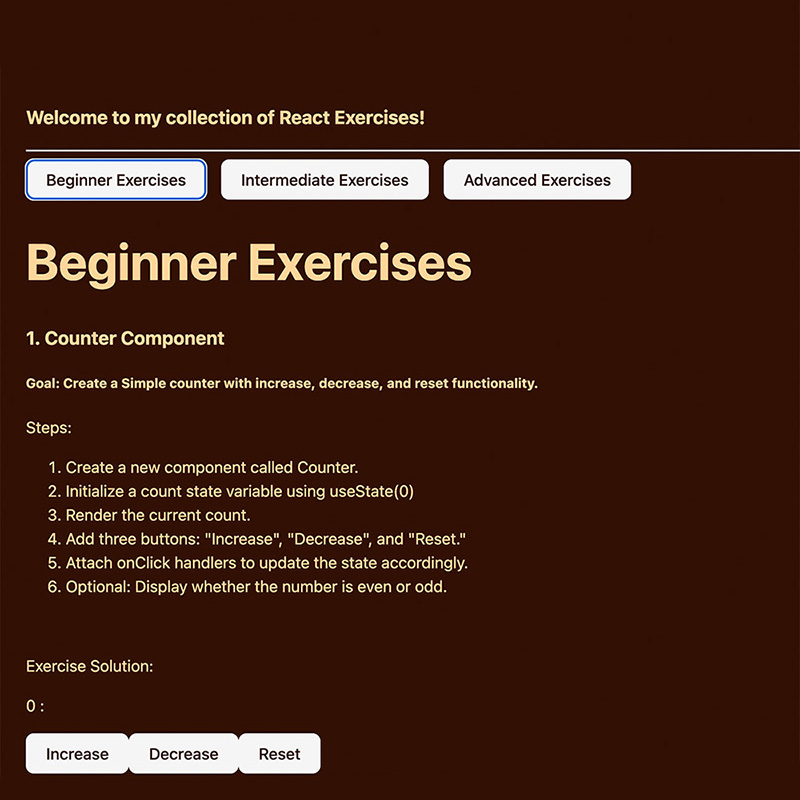 Welcome to my collection of React Exercises!
Beginner Exercises Intermediate Exercises Advanced Exercises
Beginner Exercises
1. Counter Component
Goal: Create a Simple counter with increase, decrease, and reset functionality.
Steps:
1. Create a new component called Counter.
2. Initialize a count state variable using useState(0)
3. Render the current count.
4. Add three buttons: "Increase", "Decrease", and "Reset."
5. Attach onClick handlers to update the state accordingly.
6. Optional: Display whether the number is even or odd.
Exercise Solution:
0 :
Increase Decrease Reset